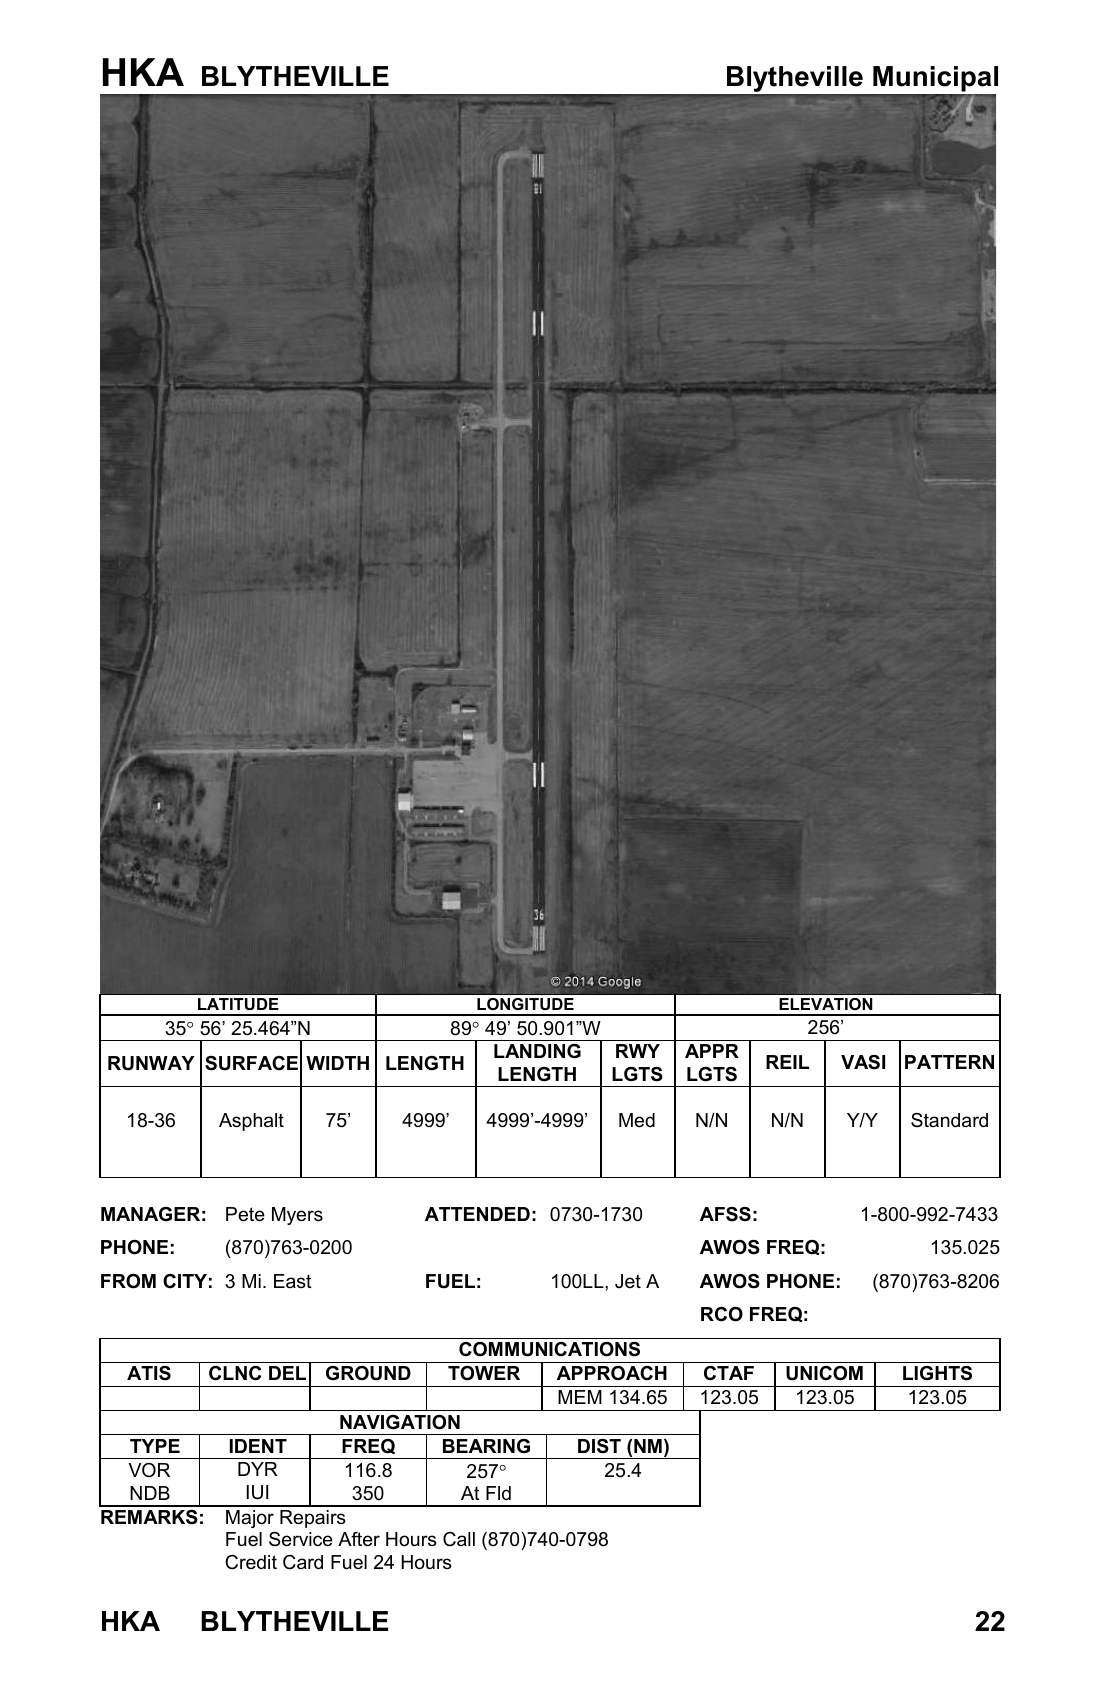 HKA BLYTHEVILLE Blytheville Municipal
18
36
© 2014 Google
LATITUDE LONGITUDE ELEVATION
35° 56’ 25.464”N 89° 49’ 50.901”W 256’
RUNWAY SURFACE WIDTH LENGTH LANDING LENGTH RWY LGTS APPR LGTS REIL VASI PATTERN
18-36 Asphalt 75’ 4999’ 4999’-4999’ Med N/N N/N Y/Y Standard
MANAGER: Pete Myers ATTENDED: 0730-1730 AFSS: 1-800-992-7433
PHONE: (870)763-0200 AWOS FREQ: 135.025
FROM CITY: 3 Mi. East FUEL: 100LL, Jet A AWOS PHONE: (870)763-8206
RCO FREQ:
COMMUNICATIONS
ATIS CLNC DEL GROUND TOWER APPROACH CTAF UNICOM LIGHTS
MEM 134.65 123.05 123.05 123.05
NAVIGATION
TYPE IDENT FREQ BEARING DIST (NM)
VOR DYR 116.8 257° 25.4
NDB IUI 350 At Fld
REMARKS: Major Repairs
Fuel Service After Hours Call (870)740-0798
Credit Card Fuel 24 Hours
HKA BLYTHEVILLE 22